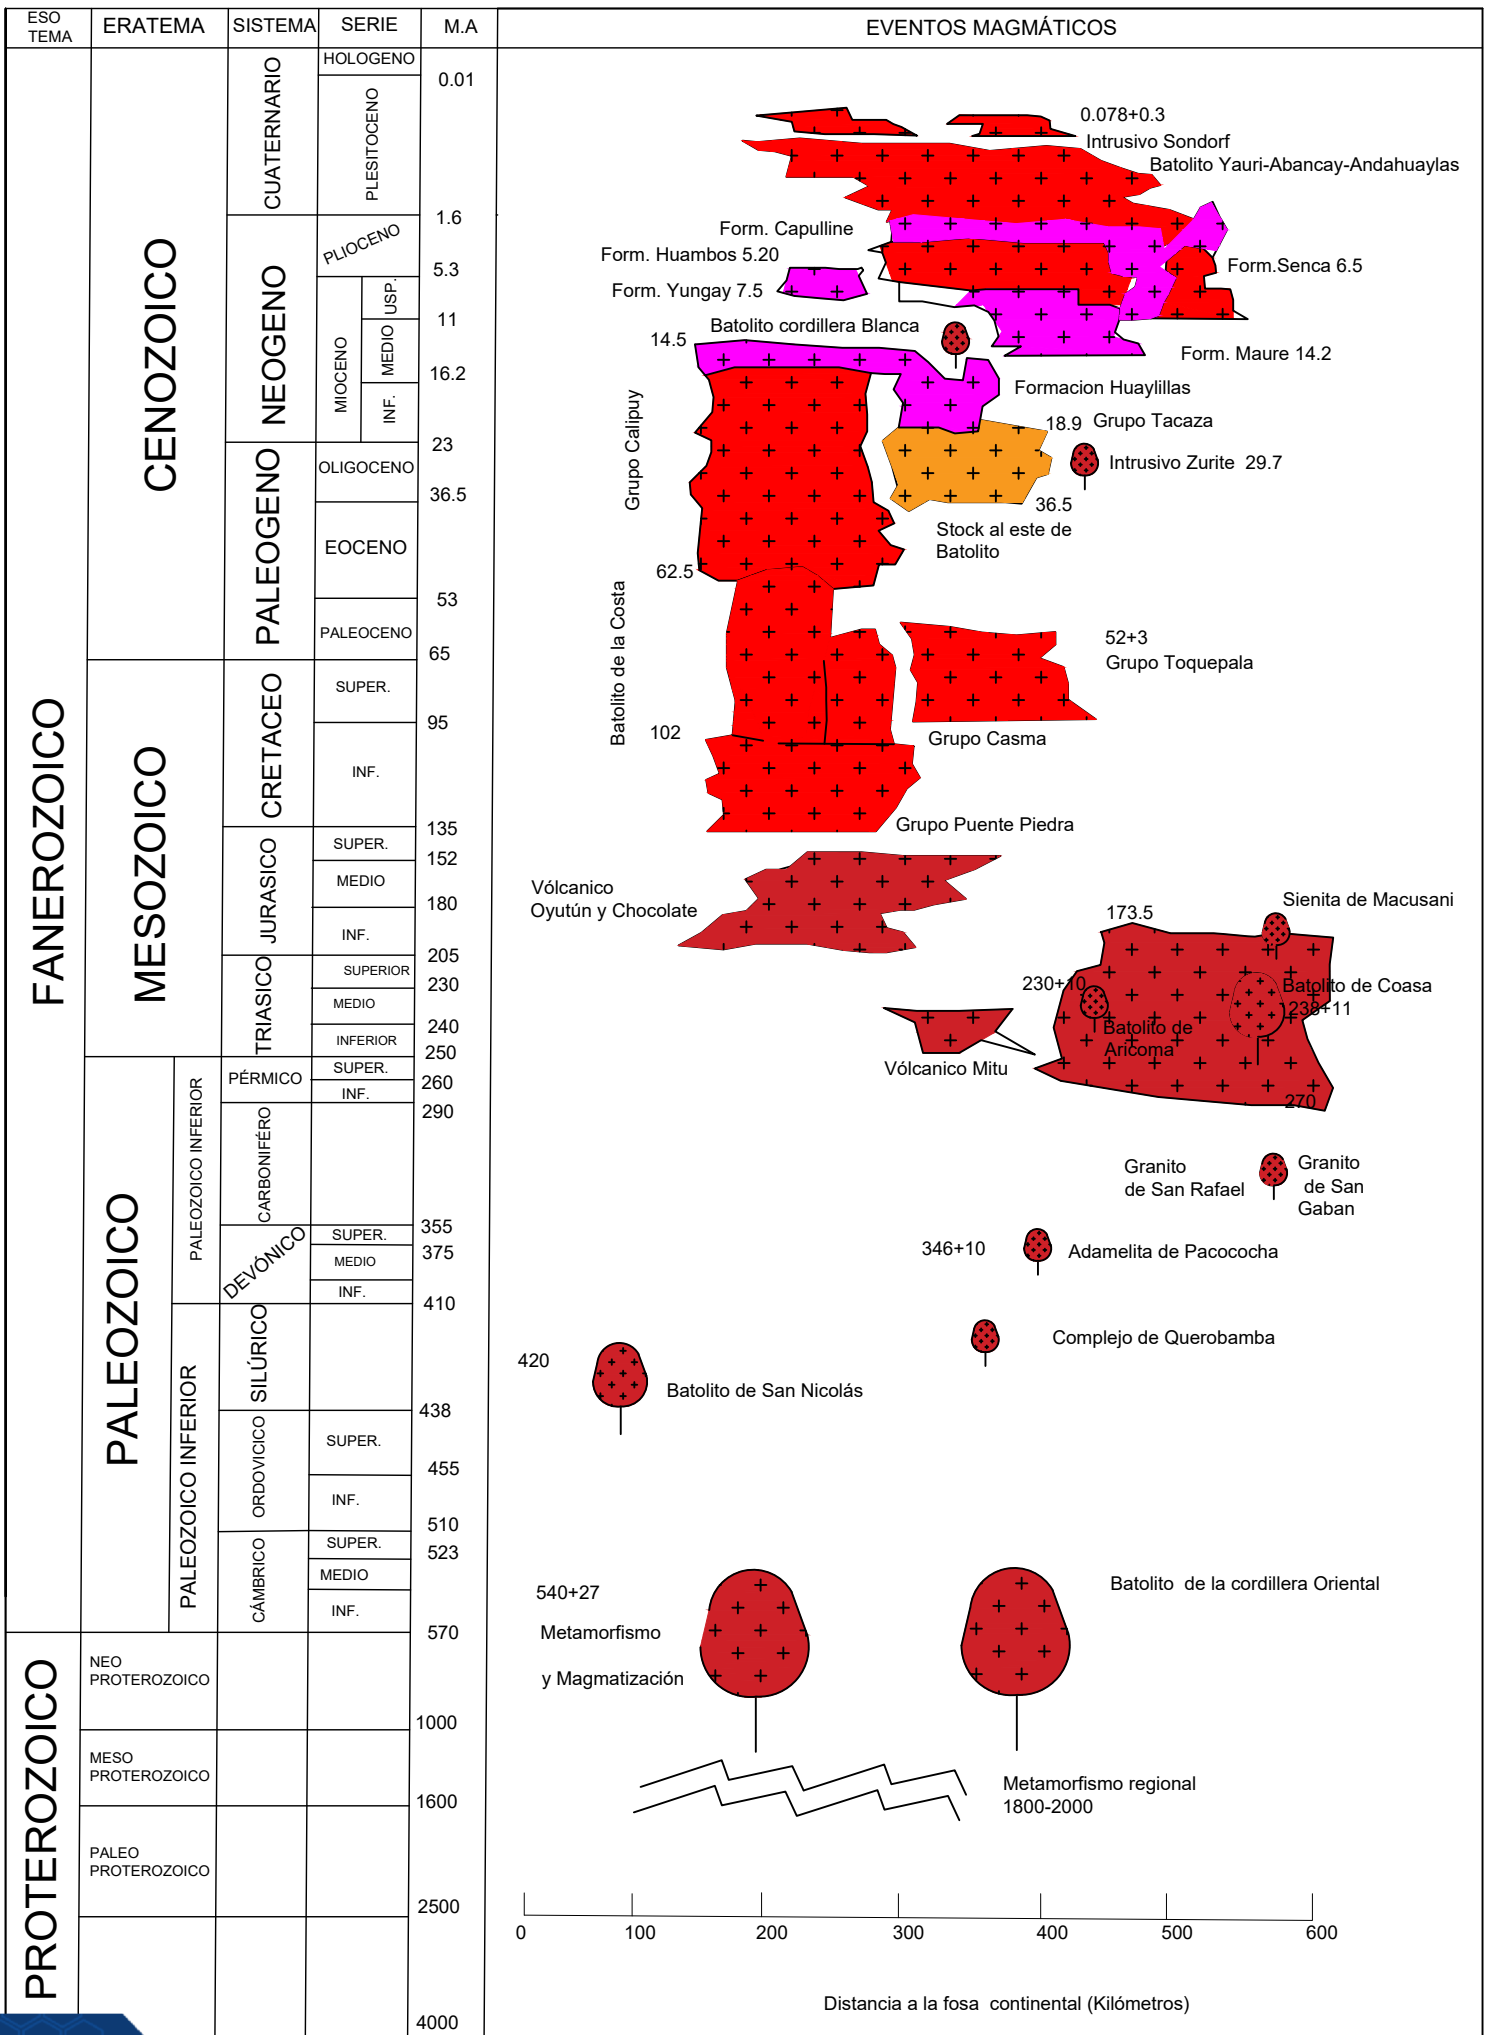 ESO
TEMA
ERATEMA
SISTEMA
SERIE
M.A
EVENTOS MAGMÁTICOS
FANEROZOICO
CENOZOICO
CUATERNARIO
HOLOGENO
0.01
PLESITOCENO
1.6
NEOGENO
PLIOCENO
5.3
MIOCENO
USP.
11
MEDIO
16.2
INF.
23
PALEOGENO
OLIGOCENO
36.5
EOCENO
53
PALEOCENO
65
MESOZOICO
CRETACEO
SUPER.
95
INF.
135
JURASICO
SUPER.
152
MEDIO
180
INF.
205
TRIASICO
SUPERIOR
230
MEDIO
240
INFERIOR
250
PALEOZOICO
PALEOZOICO INFERIOR
PÉRMICO
SUPER.
260
INF.
290
CARBONIFÉRO
355
DEVÓNICO
SUPER.
375
MEDIO
INF.
410
PALEOZOICO INFERIOR
SILÚRICO
438
ORDOVICICO
SUPER.
455
INF.
510
CÁMBRICO
SUPER.
523
MEDIO
INF.
570
PROTEROZOICO
NEO
PROTEROZOICO
1000
MESO
PROTEROZOICO
1600
PALEO
PROTEROZOICO
2500
4000
0.078+0.3
Intrusivo Sondorf
Batolito Yauri-Abancay-Andahuaylas
Form. Capulline
Form. Huambos 5.20
Form. Yungay 7.5
Form.Senca 6.5
Batolito cordillera Blanca
14.5
Form. Maure 14.2
Formacion Huaylillas
Grupo Calipuy
18.9 Grupo Tacaza
Intrusivo Zurite 29.7
36.5
Stock al este de
Batolito
62.5
Batolito de la Costa
52+3
Grupo Toquepala
102
Grupo Casma
Grupo Puente Piedra
Vólcanico
Oyutún y Chocolate
Sienita de Macusani
173.5
230+10
Batolito de Coasa
238+11
Batolito de
Aricoma
Vólcanico Mitu
270
Granito
de San Rafael
Granito
de San
Gaban
346+10
Adamelita de Pacococha
Complejo de Querobamba
420
Batolito de San Nicolás
540+27
Metamorfismo
y Magmatización
Batolito de la cordillera Oriental
Metamorfismo regional
1800-2000
0 100 200 300 400 500 600
Distancia a la fosa continental (Kilómetros)